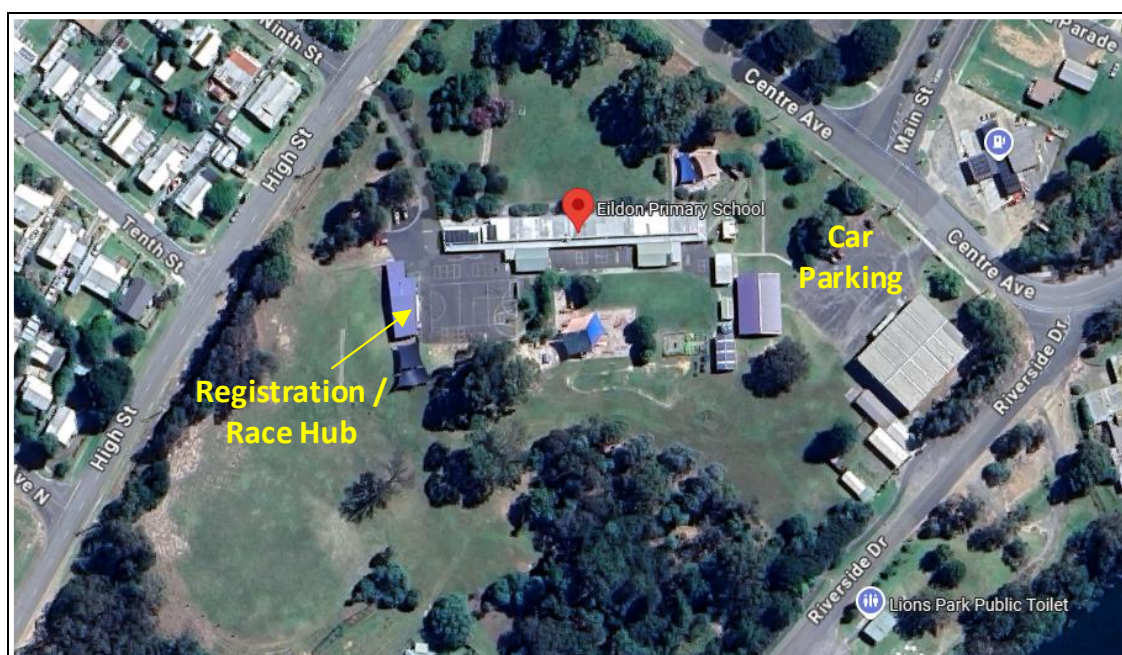 Ninth St
Parade
High St
Centre Ave
Main St
Eildon Primary School
Tenth St
Car
Parking
Centre Ave
Registration /
Race Hub
Riverside Dr
High St
ve N
Riverside Dr
Lions Park Public Toilet